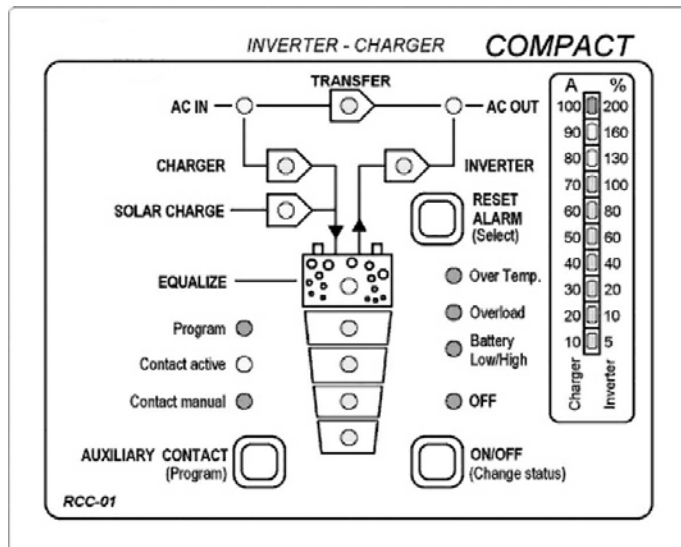 INVERTER - CHARGER COMPACT
TRANSFER
AC IN
AC OUT
CHARGER
INVERTER
SOLAR CHARGE
RESET
ALARM
(Select)
EQUALIZE
Over Temp.
Overload
Battery
Low/High
OFF
Program
Contact active
Contact manual
AUXILIARY CONTACT
(Program)
ON/OFF
(Change status)
RCC-01
A %
100 200
90 160
80 130
70 100
60 80
50 60
40 40
30 20
20 10
10 5
Charger
Inverter